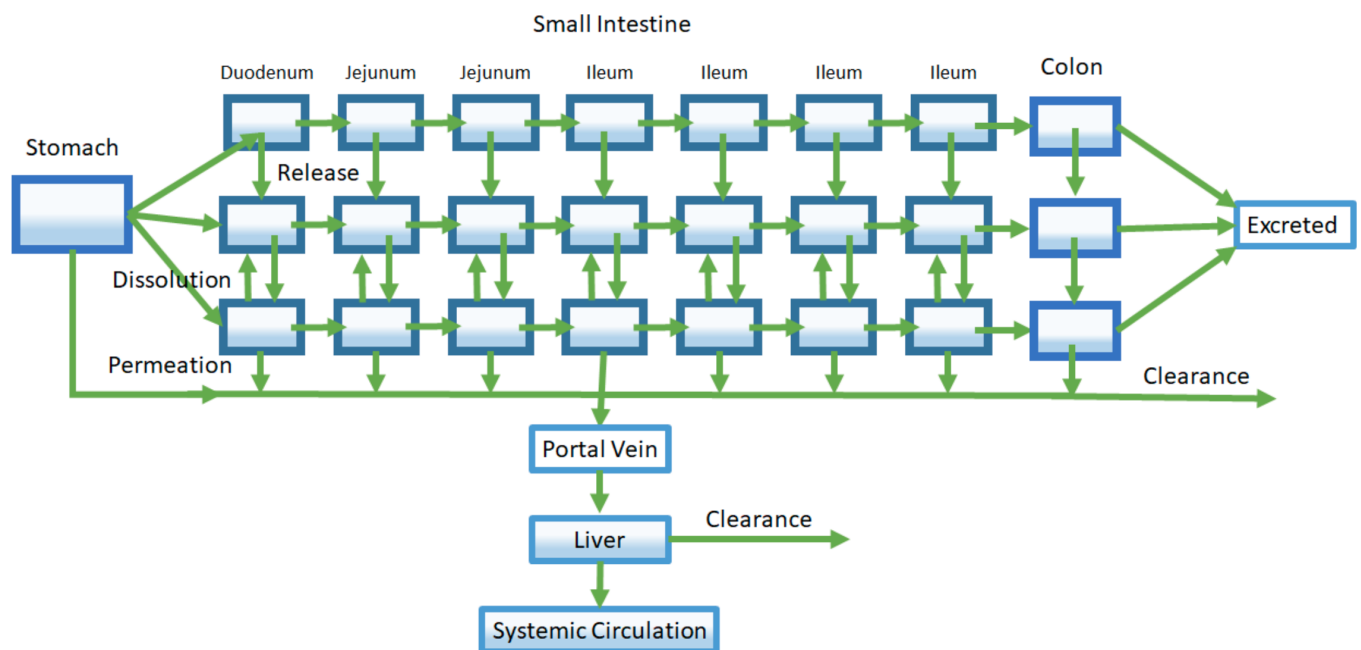 Small Intestine
Duodenum Jejunum Jejunum Ileum Ileum Ileum Ileum Colon
Stomach
Release
Excreted
Dissolution
Permeation
Clearance
Portal Vein
Clearance
Liver
Systemic Circulation